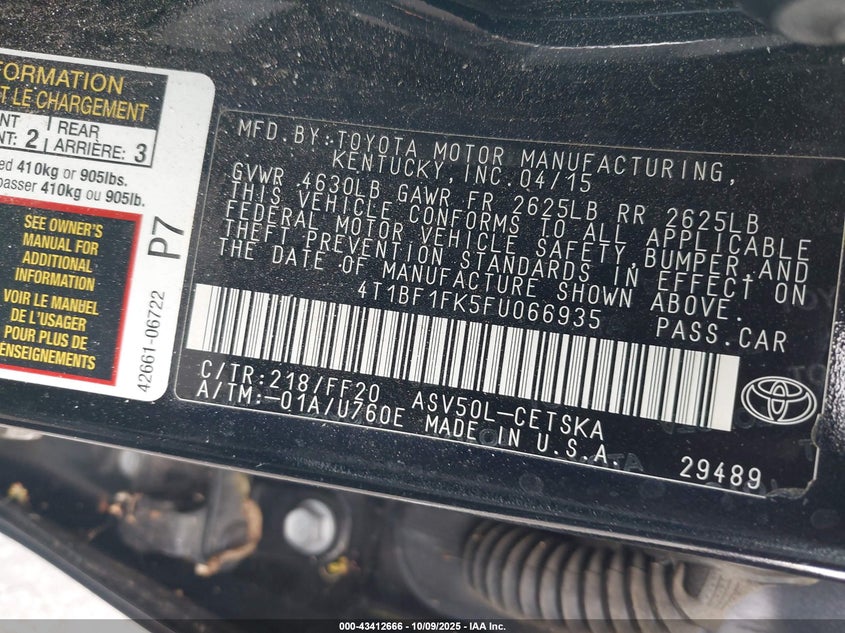 FORMATION
T LE CHARGEMENT
NT
NT: 2
REAR
ARRIÈRE: 3
ed 410kg or 905lbs.
passer 410kg ou 905lb.
SEE OWNER'S
MANUAL FOR
ADDITIONAL
INFORMATION
VOIR LE MANUEL
DE L'USAGER
POUR PLUS DE
ENSEIGNEMENTS
P7
42661-06722
MFD. BY: TOYOTA MOTOR MANUFACTURING,
KENTUCKY, INC. 04/15
GVWR 4630LB GAWR FR 2625LB RR 2625LB
THIS VEHICLE CONFORMS TO ALL APPLICABLE
FEDERAL MOTOR VEHICLE SAFETY, BUMPER, AND
THEFT PREVENTION STANDARDS IN EFFECT ON
THE DATE OF MANUFACTURE SHOWN ABOVE.
4T1BF1FK5FU066935 PASS.CAR
C/TR:218/FF20 ASV50L-CETSKA
A/TM:-01A/U760E MADE IN U.S.A.
29489
000-43412666 - 10/09/2025 - IAA Inc.